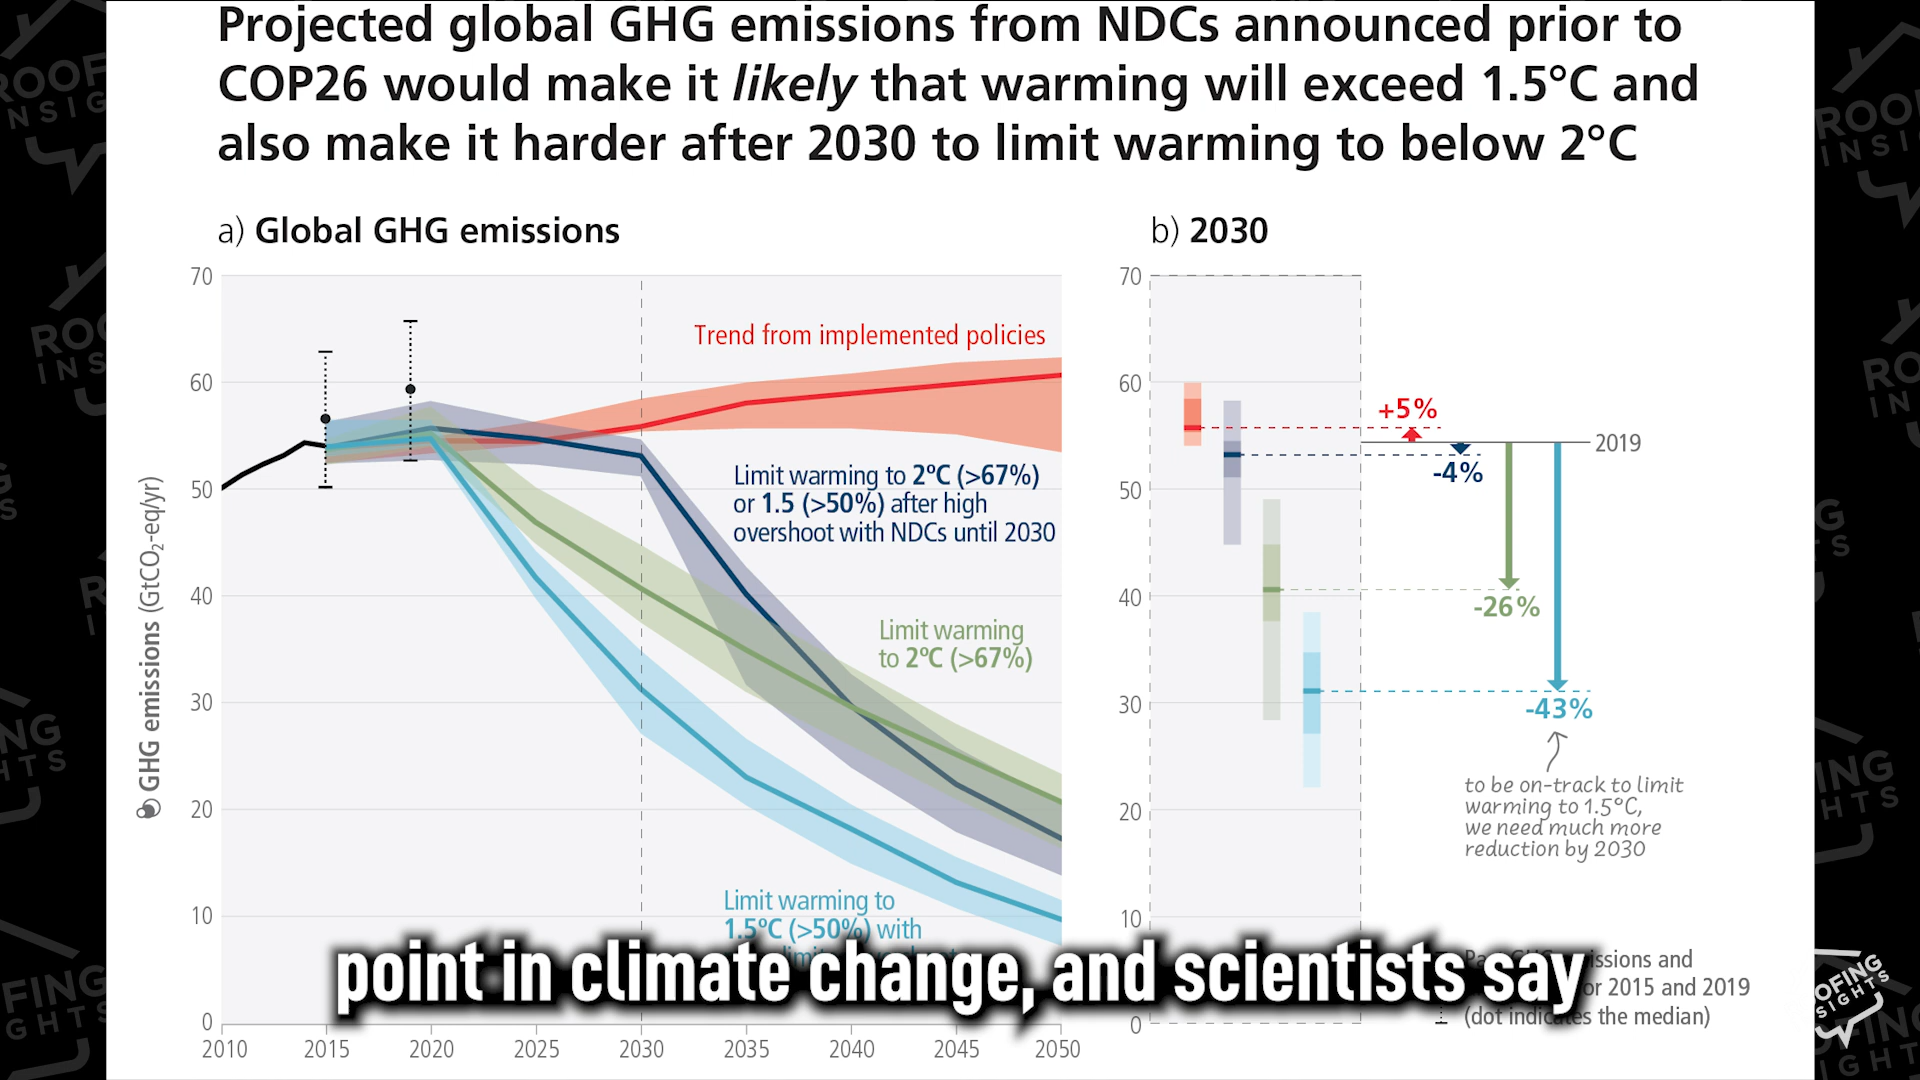 Projected global GHG emissions from NDCs announced prior to
COP26 would make it likely that warming will exceed 1.5°C and
also make it harder after 2030 to limit warming to below 2°C
a) Global GHG emissions
70
60
50
40
30
20
10
0
GHG emissions (GtCO₂-eq/yr)
2010 2015 2020 2025 2030 2035 2040 2045 2050
Trend from implemented policies
Limit warming to 2ºC (>67%)
or 1.5 (>50%) after high
overshoot with NDCs until 2030
Limit warming
to 2ºC (>67%)
Limit warming to
1.5ºC (>50%) with
b) 2030
70
60
50
40
30
20
10
0
+5%
2019
-4%
-26%
-43%
to be on-track to limit
warming to 1.5°C,
we need much more
reduction by 2030
issions and
or 2015 and 2019
(dot indicates the median)
point in climate change, and scientists say
ROOFING
INSIGHTS